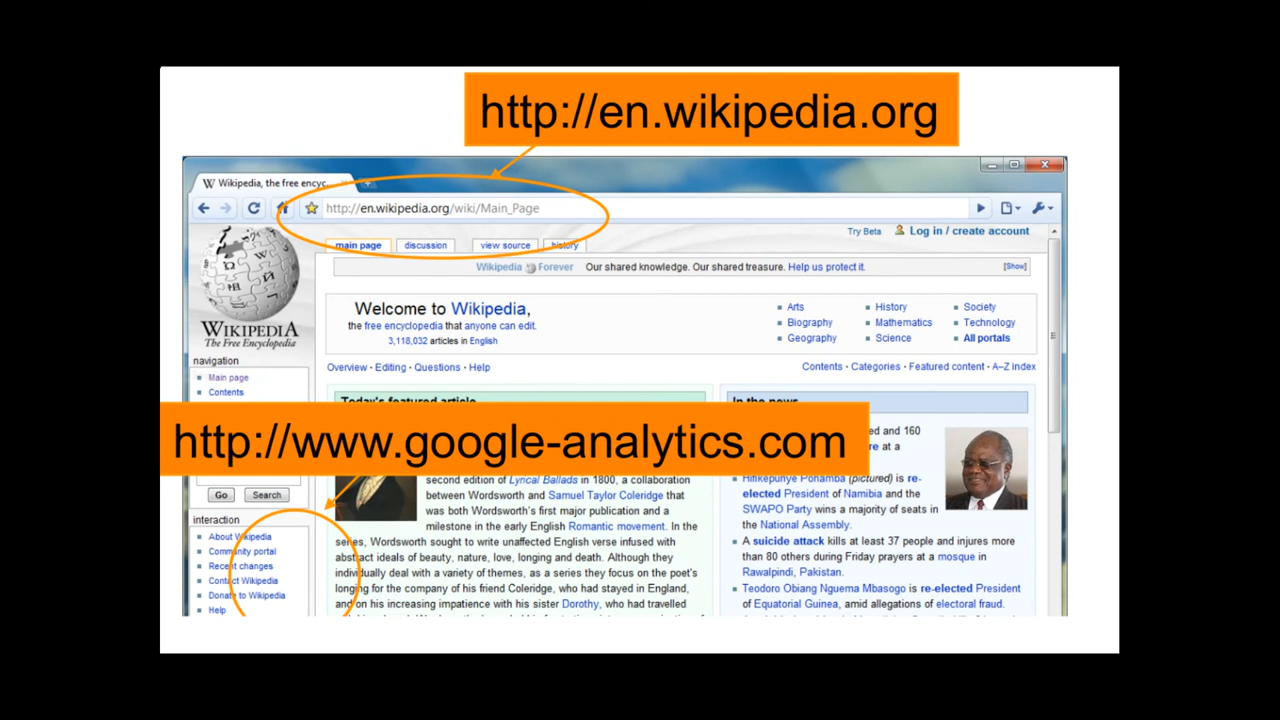 http://en.wikipedia.org
Wikipedia, the free encyc...
http://en.wikipedia.org/wiki/Main_Page
Try Beta Log in / create account
main page discussion view source history
Wikipedia Forever Our shared knowledge. Our shared treasure. Help us protect it. [Show]
WIKIPEDIA
The Free Encyclopedia
Welcome to Wikipedia,
the free encyclopedia that anyone can edit.
3,118,032 articles in English
Arts History Society
Biography Mathematics Technology
Geography Science All portals
navigation
Main page
Contents
Overview · Editing · Questions · Help
Contents · Categories · Featured content · A–Z index
Today's featured article
In the news
http://www.google-analytics.com
Go Search
interaction
About Wikipedia
Community portal
Recent changes
Contact Wikipedia
Donate to Wikipedia
Help
second edition of Lyrical Ballads in 1800, a collaboration
between Wordsworth and Samuel Taylor Coleridge that
was both Wordsworth's first major publication and a
milestone in the early English Romantic movement. In the
series, Wordsworth sought to write unaffected English verse infused with
abstract ideals of beauty, nature, love, longing and death. Although they
individually deal with a variety of themes, as a series they focus on the poet's
longing for the company of his friend Coleridge, who had stayed in England,
and on his increasing impatience with his sister Dorothy, who had travelled
ed and 160
re at a
Hifikepunye Pohamba (pictured) is re-
elected President of Namibia and the
SWAPO Party wins a majority of seats in
the National Assembly.
A suicide attack kills at least 37 people and injures more
than 80 others during Friday prayers at a mosque in
Rawalpindi, Pakistan.
Teodoro Obiang Nguema Mbasogo is re-elected President
of Equatorial Guinea, amid allegations of electoral fraud.